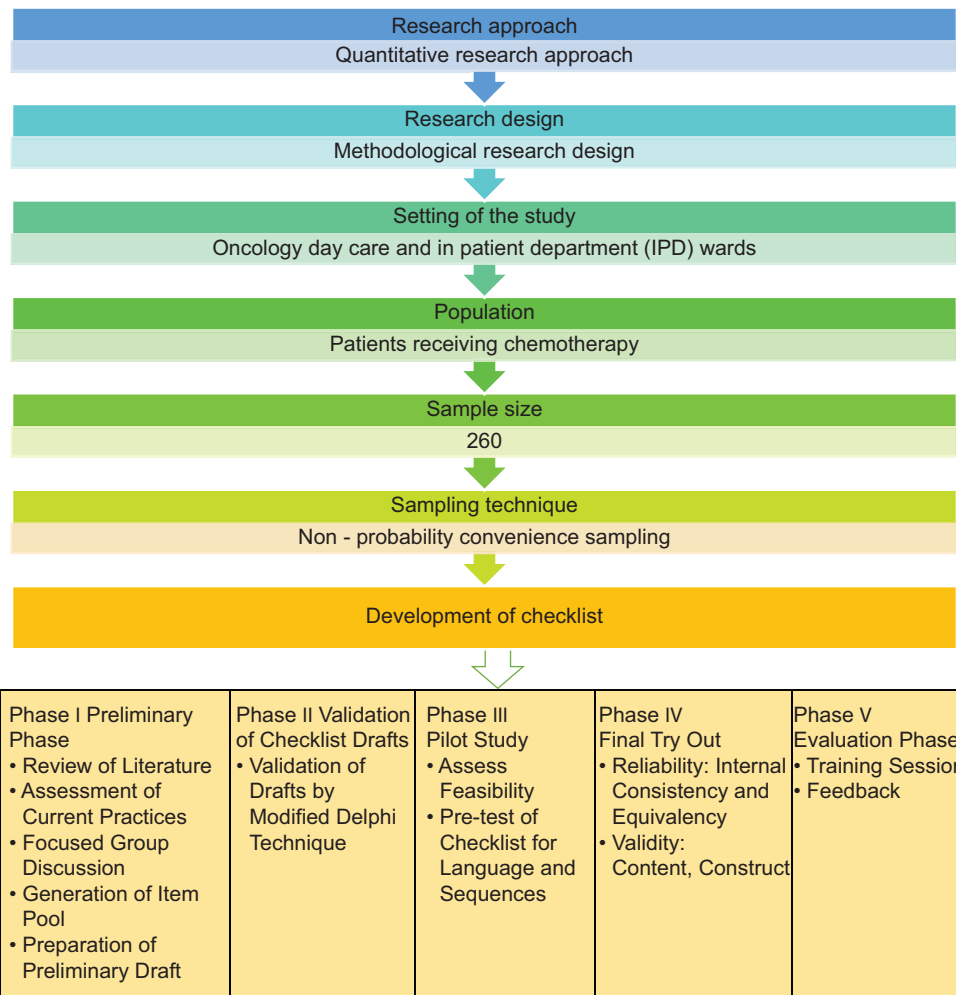 Research approach
Quantitative research approach
Research design
Methodological research design
Setting of the study
Oncology day care and in patient department (IPD) wards
Population
Patients receiving chemotherapy
Sample size
260
Sampling technique
Non - probability convenience sampling
Development of checklist
Phase I Preliminary
Phase
• Review of Literature
• Assessment of
Current Practices
• Focused Group
Discussion
• Generation of Item
Pool
• Preparation of
Preliminary Draft
Phase II Validation
of Checklist Drafts
• Validation of
Drafts by
Modified Delphi
Technique
Phase III
Pilot Study
• Assess
Feasibility
• Pre-test of
Checklist for
Language and
Sequences
Phase IV
Final Try Out
• Reliability: Internal
Consistency and
Equivalency
• Validity:
Content, Construct
Phase V
Evaluation Phase
• Training Session
• Feedback